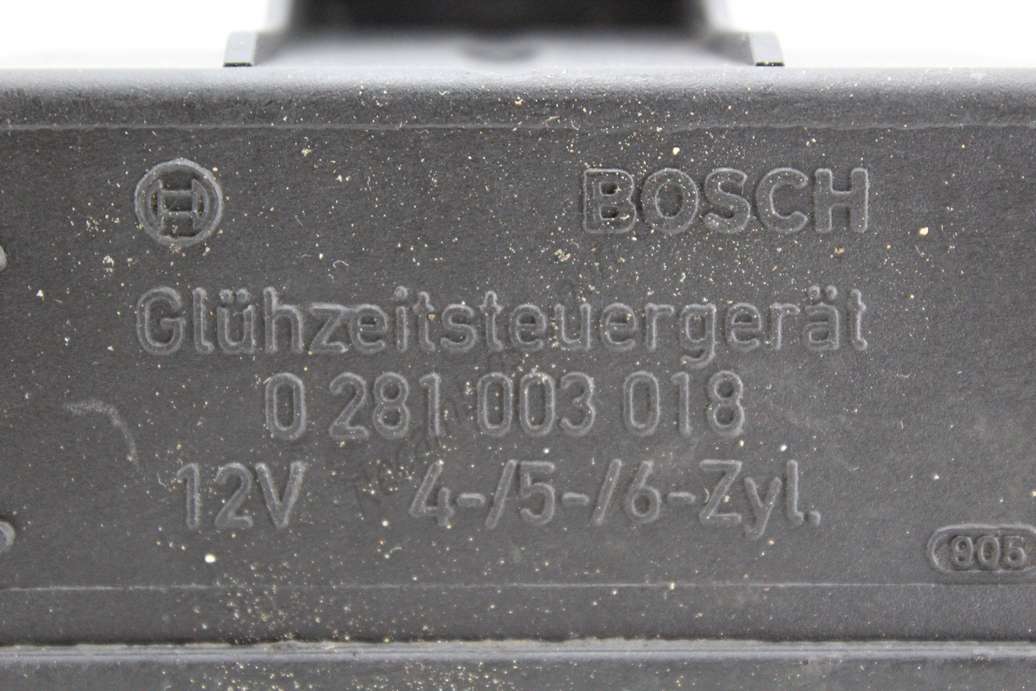 BOSCH
Glühzeitsteuergerät
0 281 003 018
12V 4-/5-/6-Zyl.
905